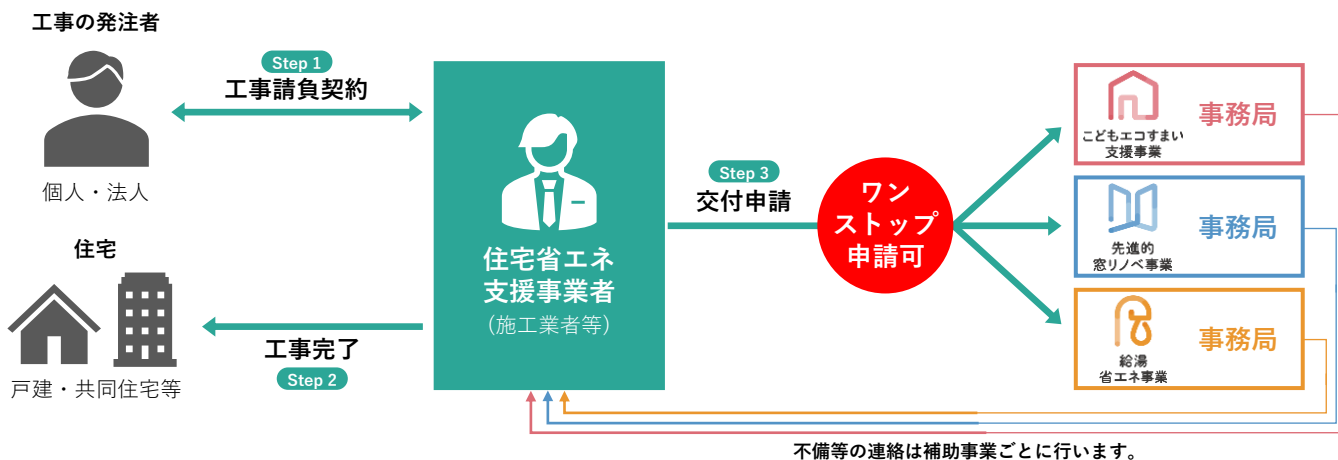 工事の発注者
個人・法人
Step 1
工事請負契約
住宅
戸建・共同住宅等
工事完了
Step 2
住宅省エネ
支援事業者
(施工業者等)
Step 3
交付申請
ワン
ストップ
申請可
こどもエコすまい
支援事業
事務局
先進的
窓リノベ事業
事務局
給湯
省エネ事業
事務局
不備等の連絡は補助事業ごとに行います。